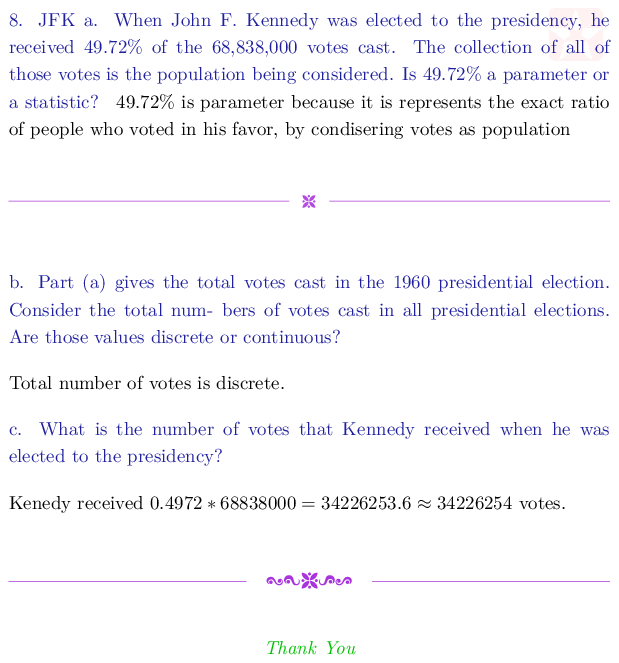 8. JFK a. When John F. Kennedy was elected to the presidency, he
received 49.72% of the 68,838,000 votes cast. The collection of all of
those votes is the population being considered. Is 49.72% a parameter or
a statistic? 49.72% is parameter because it is represents the exact ratio
of people who voted in his favor, by condisering votes as population
b. Part (a) gives the total votes cast in the 1960 presidential election.
Consider the total num- bers of votes cast in all presidential elections.
Are those values discrete or continuous?
Total number of votes is discrete.
c. What is the number of votes that Kennedy received when he was
elected to the presidency?
Kenedy received 0.4972 ∗ 68838000 = 34226253.6 ≈ 34226254 votes.
Thank You